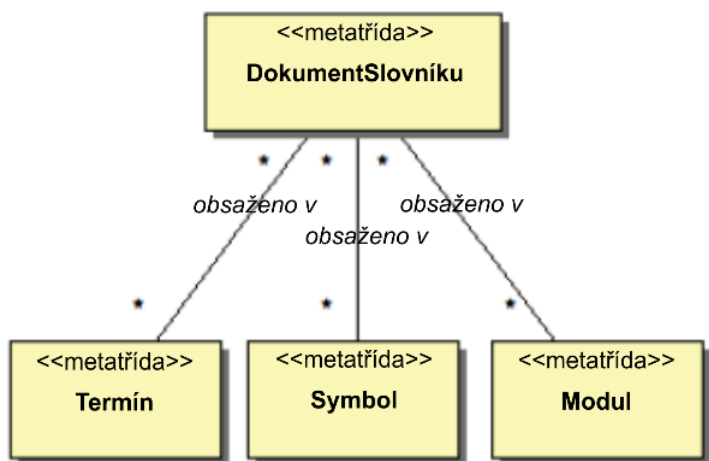 <<metatřída>>
DokumentSlovníku
* * *
obsaženo v
obsaženo v
obsaženo v
* * *
<<metatřída>>
Termín
<<metatřída>>
Symbol
<<metatřída>>
Modul